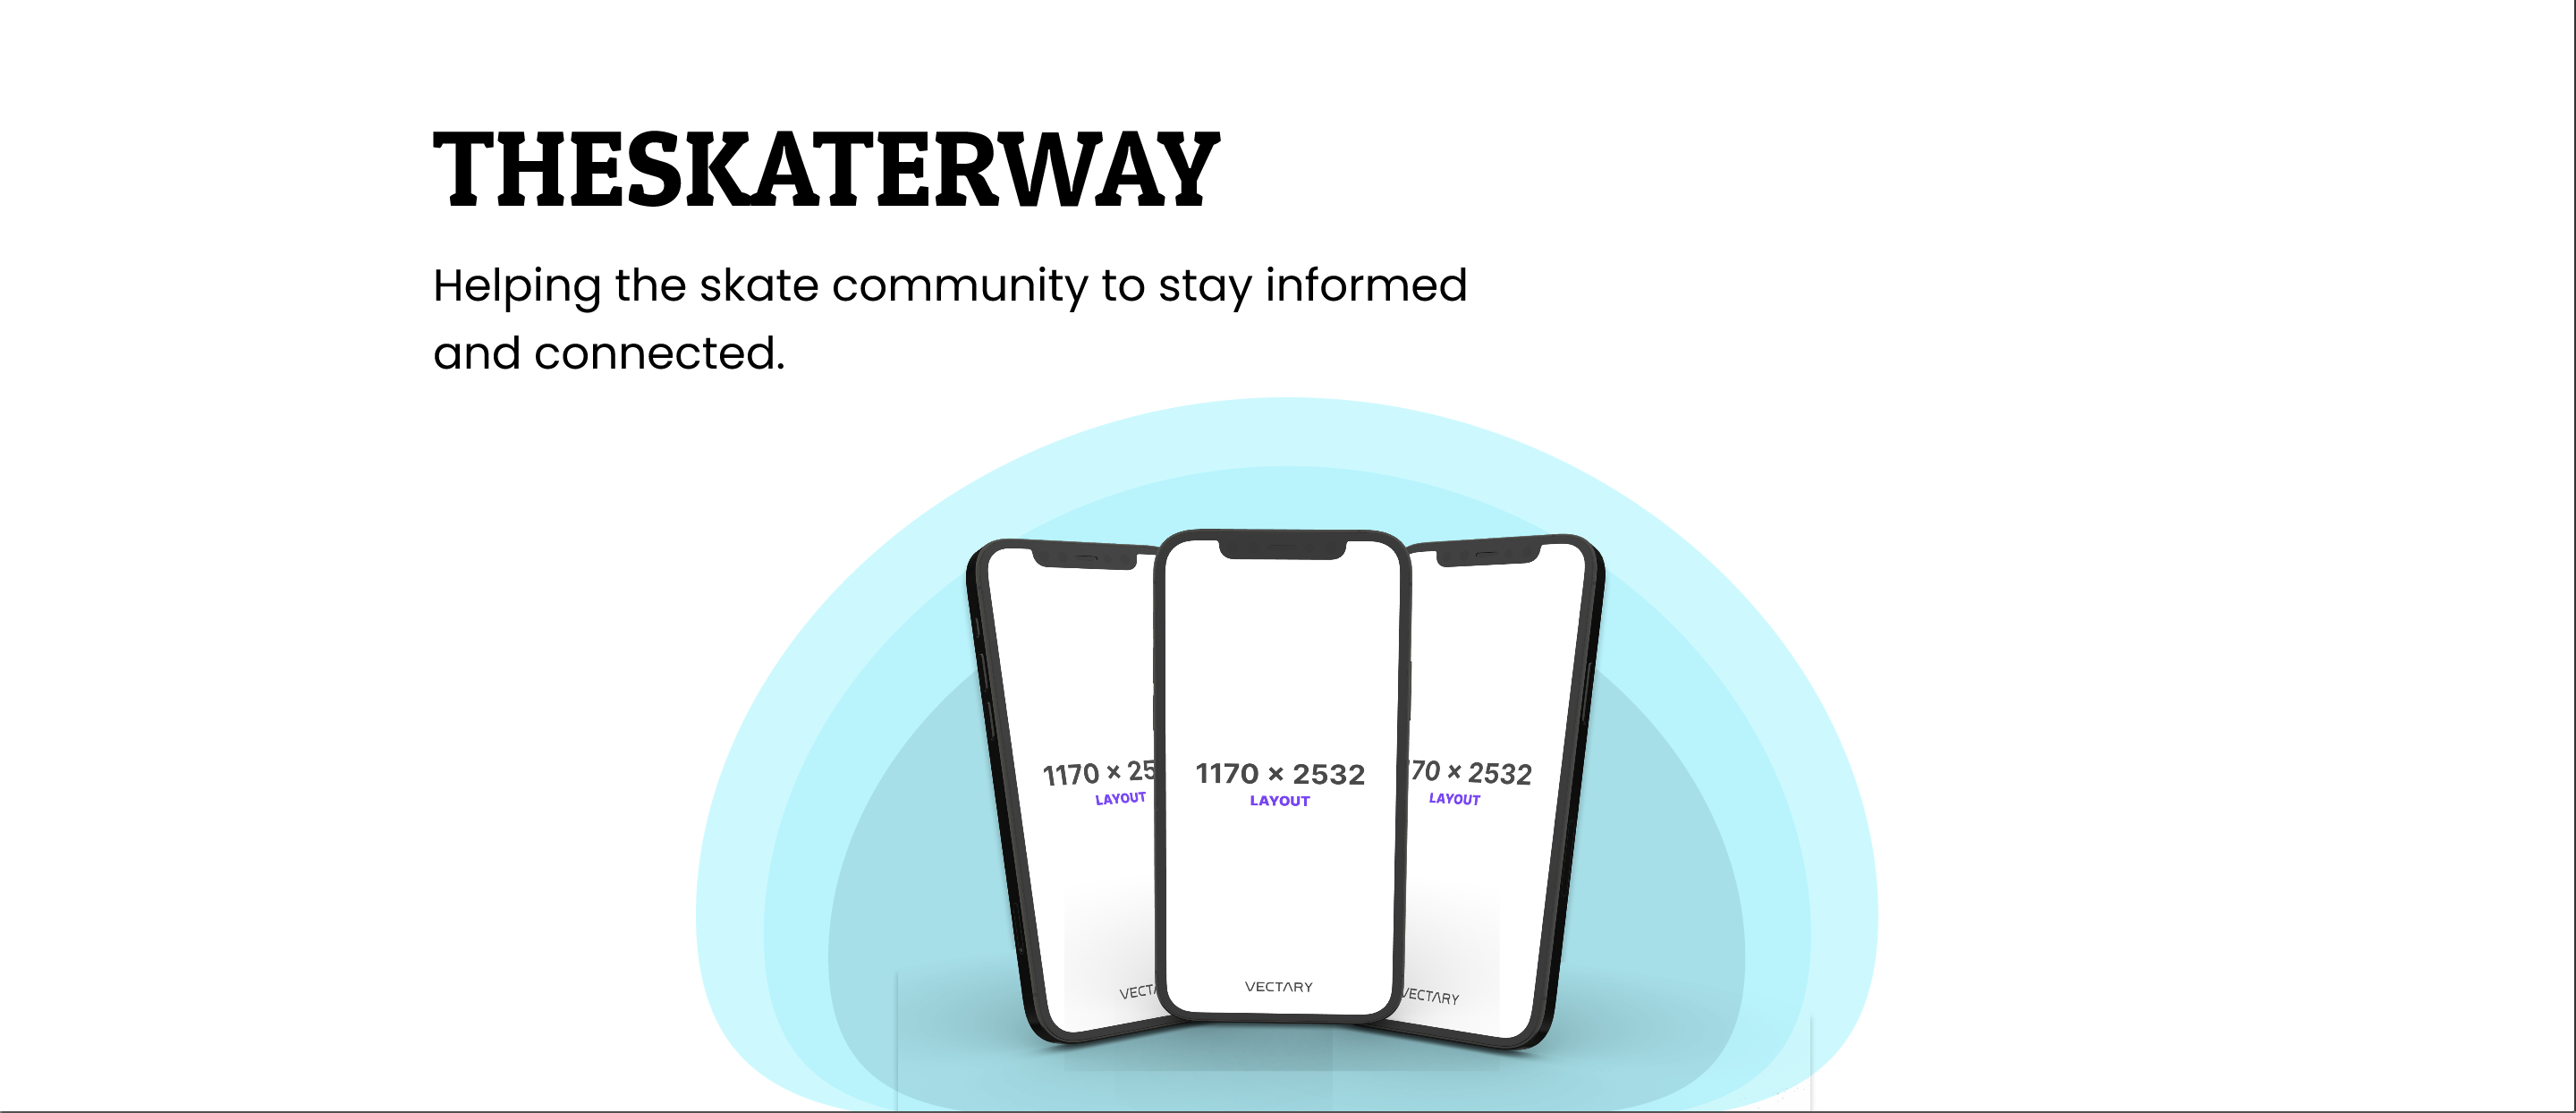 THESKATERWAY
Helping the skate community to stay informed
and connected.
1170 × 25
LAYOUT
1170 × 2532
LAYOUT
70 × 2532
LAYOUT
VECTA
VECTARY
VECTARY